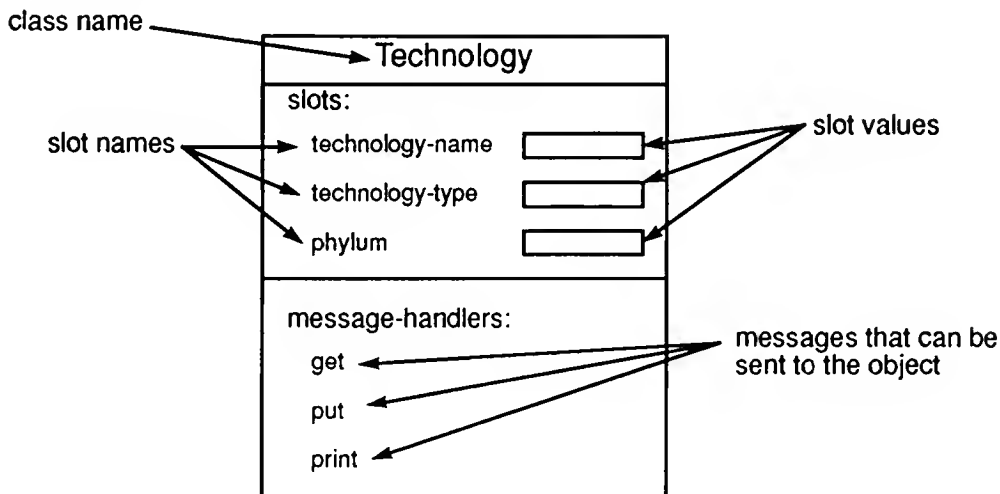 class name
Technology
slots:
slot names
technology-name
slot values
technology-type
phylum
message-handlers:
get
messages that can be
sent to the object
put
print